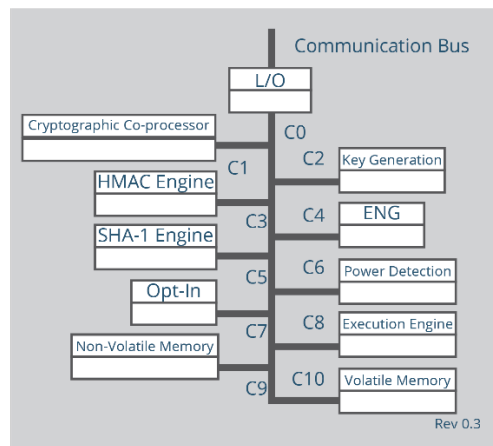 Communication Bus
L/O
Cryptographic Co-processor
C0
C1
C2
Key Generation
HMAC Engine
C3
C4
ENG
SHA-1 Engine
C5
C6
Power Detection
Opt-In
C7
C8
Execution Engine
Non-Volatile Memory
C9
C10
Volatile Memory
Rev 0.3